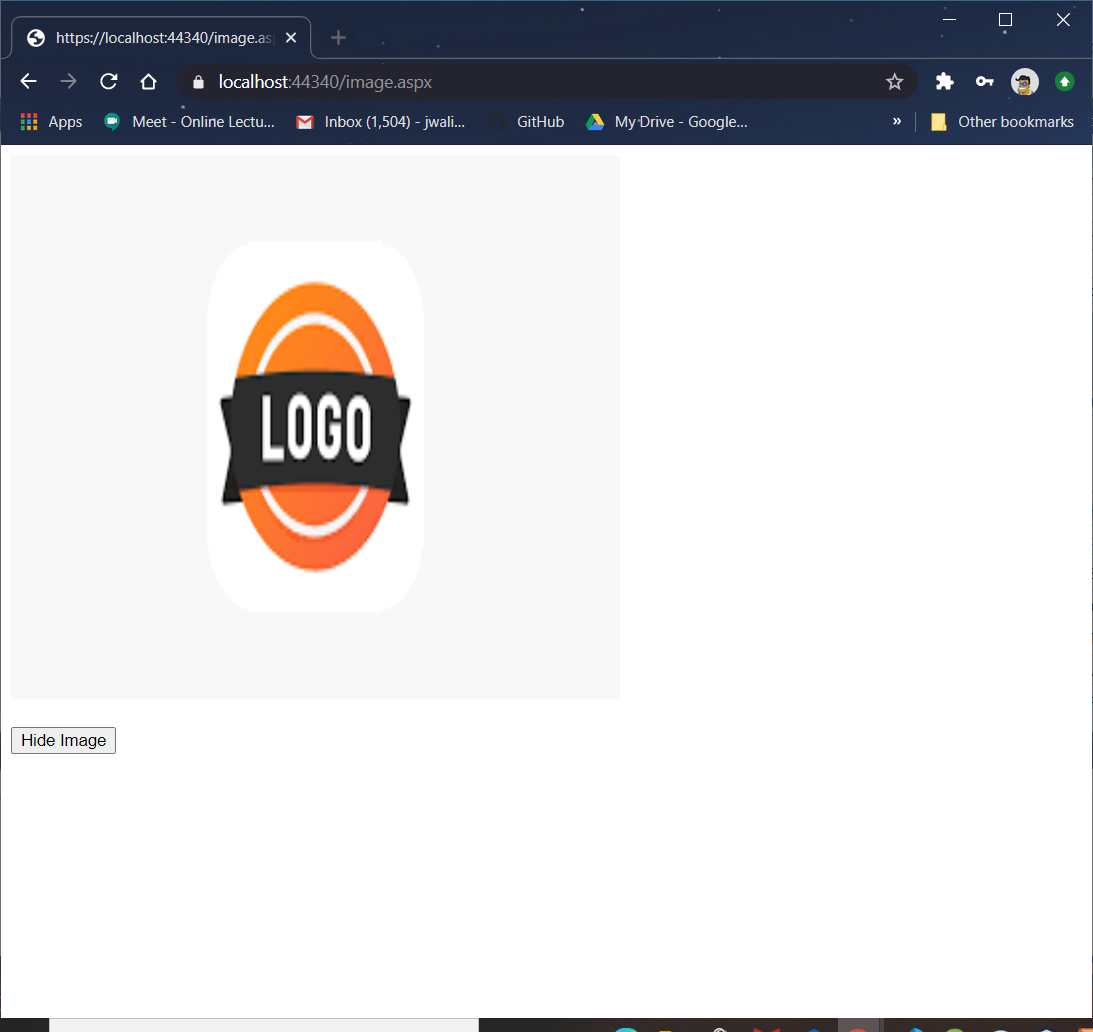 https://localhost:44340/image.as
localhost:44340/image.aspx
Apps Meet - Online Lectu... Inbox (1,504) - jwali... GitHub My Drive - Google... » Other bookmarks
LOGO
Hide Image